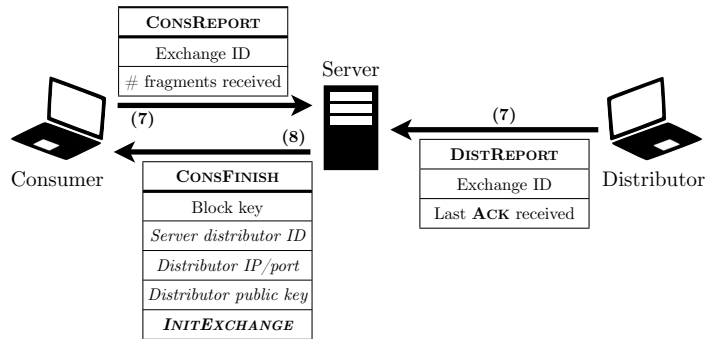 CONSREPORT
Exchange ID
# fragments received
Server
(7)
(7)
(8)
Consumer
Distributor
CONSFINISH
Block key
Server distributor ID
Distributor IP/port
Distributor public key
INITEXCHANGE
DISTREPORT
Exchange ID
Last ACK received